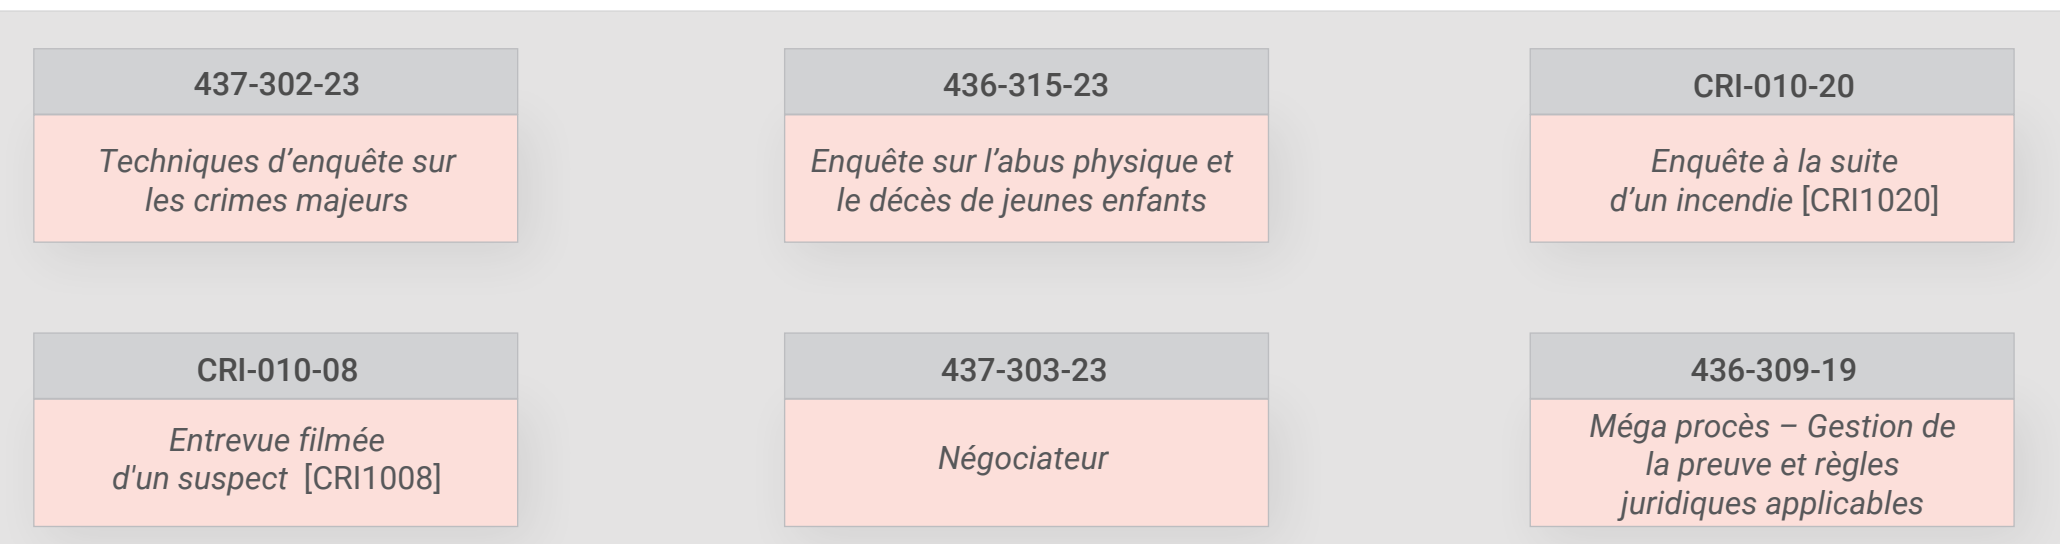 437-302-23
Techniques d’enquête sur
les crimes majeurs
436-315-23
Enquête sur l’abus physique et
le décès de jeunes enfants
CRI-010-20
Enquête à la suite
d’un incendie [CRI1020]
CRI-010-08
Entrevue filmée
d'un suspect  [CRI1008]
437-303-23
Négociateur
436-309-19
Méga procès – Gestion de
la preuve et règles
juridiques applicables